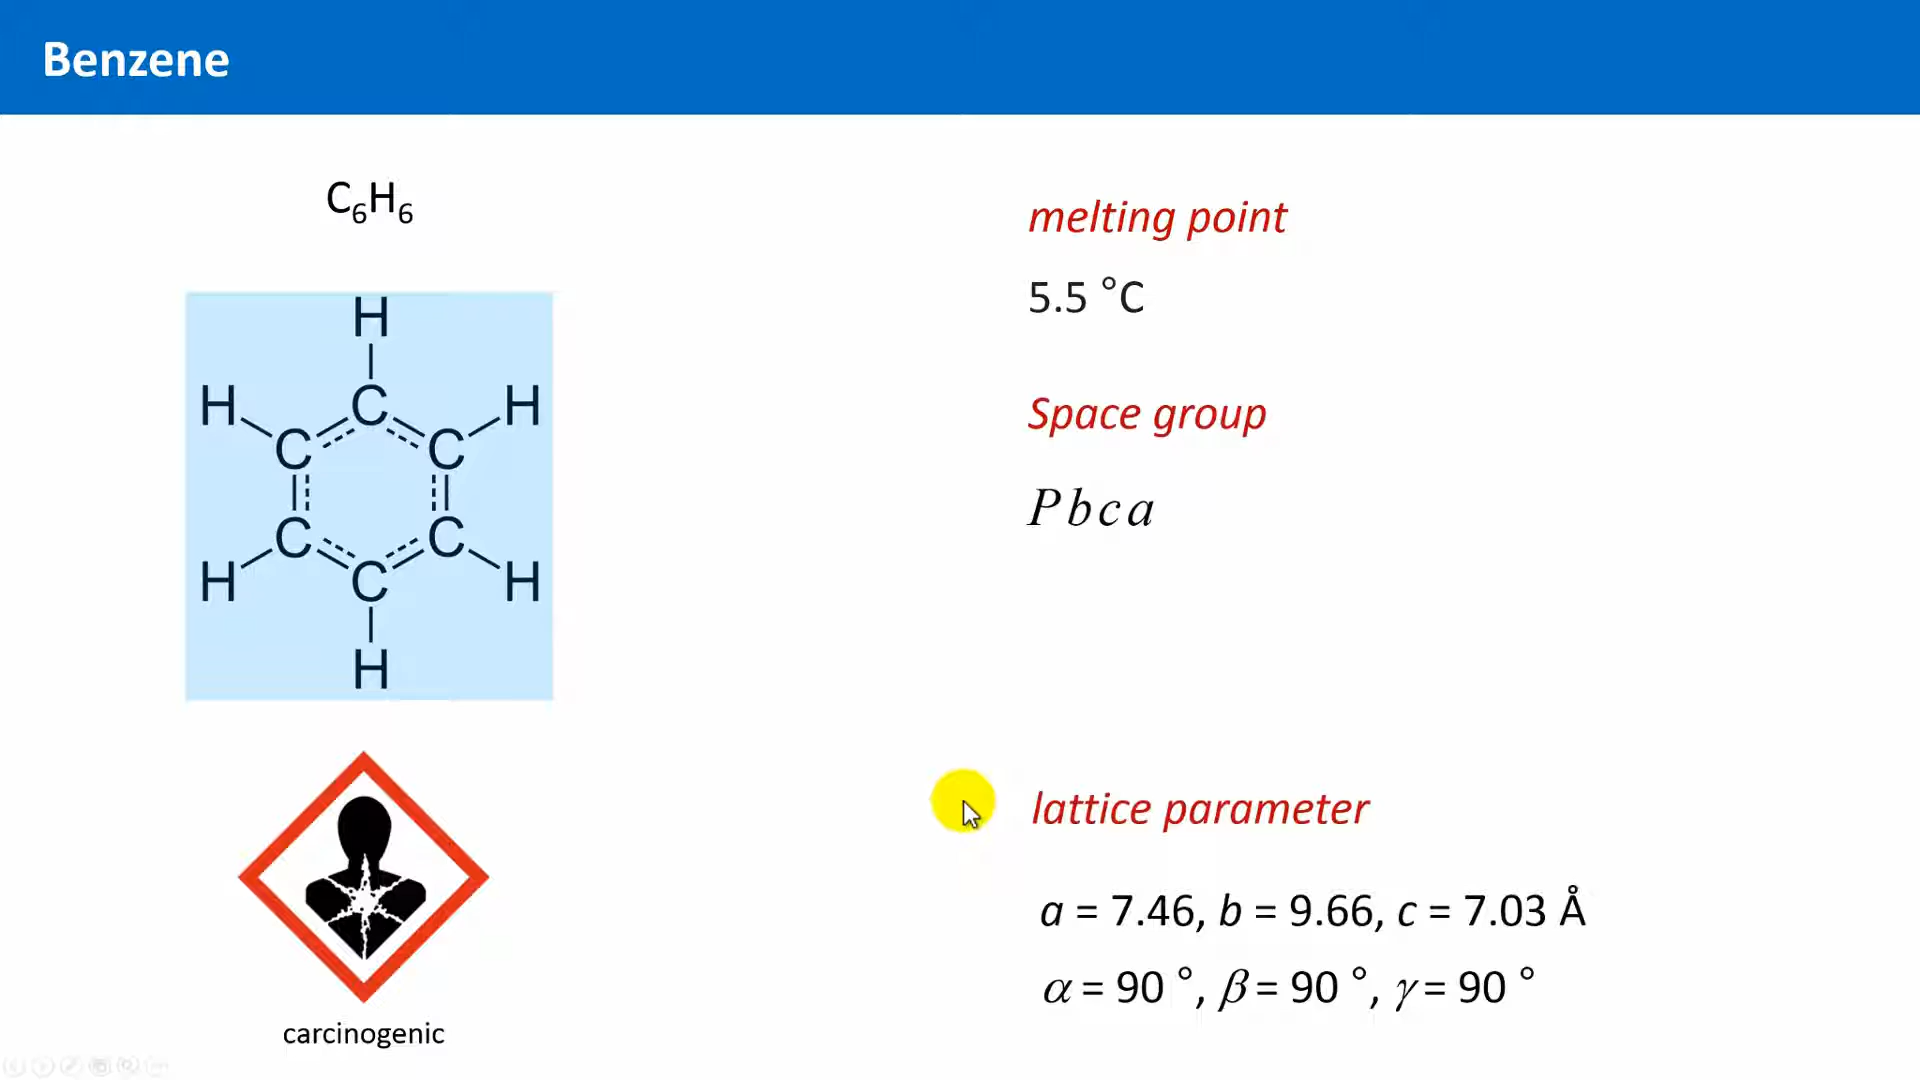 Benzene
C₆H₆
H
H H
C
C C
C C
C
H H
H
carcinogenic
melting point
5.5 °C
Space group
P b c a
lattice parameter
a = 7.46, b = 9.66, c = 7.03 Å
α = 90 °, β = 90 °, γ = 90 °